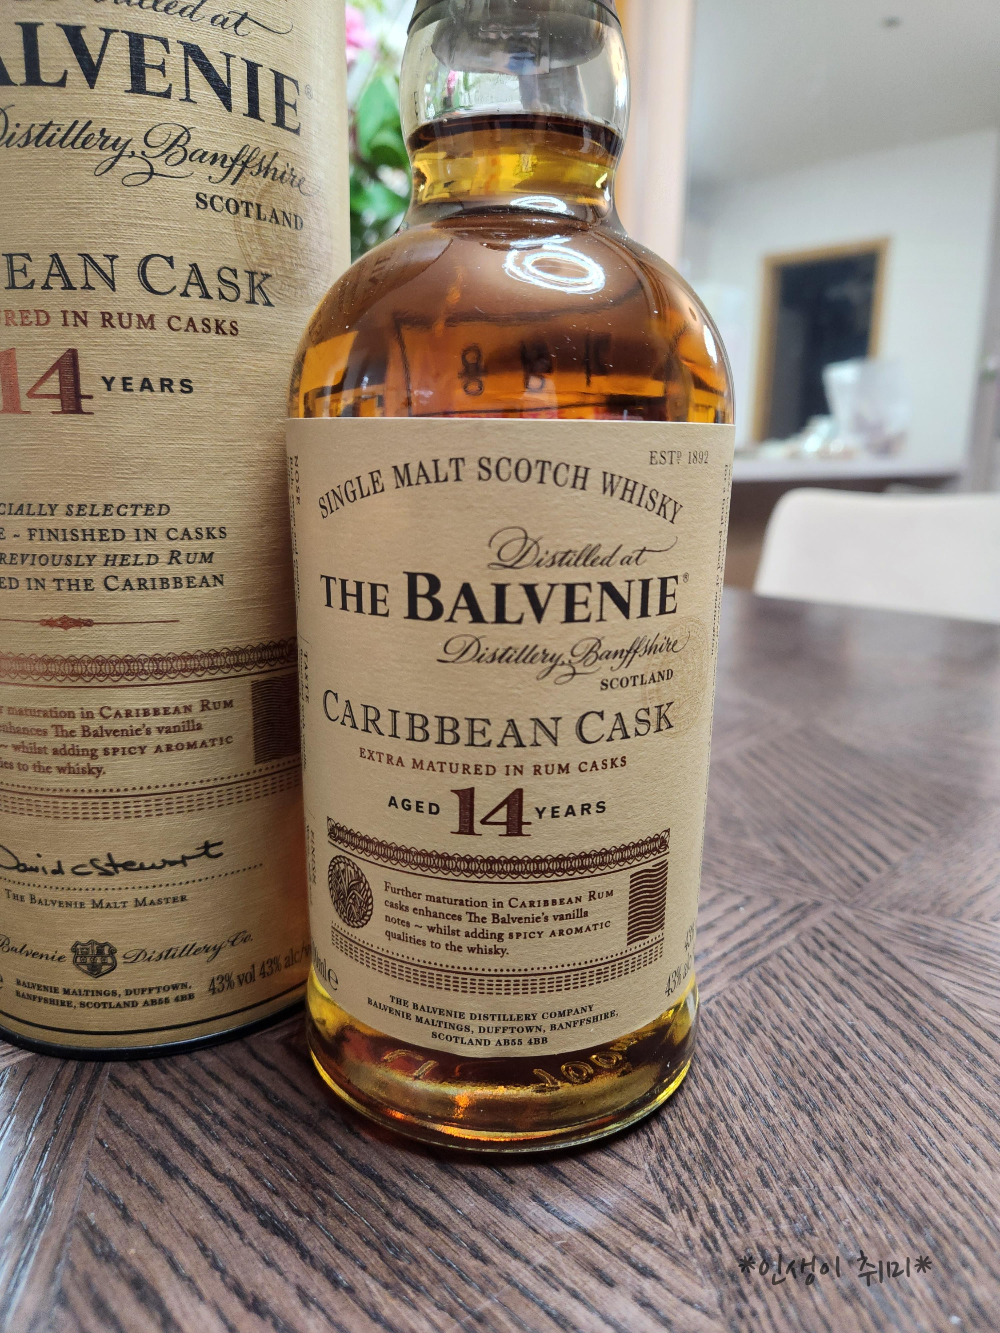 Distilled at
ALVENIE®
Distillery, Banffshire
SCOTLAND
EAN CASK
RED IN RUM CASKS
14 YEARS
CIALLY SELECTED
E ~ FINISHED IN CASKS
REVIOUSLY HELD RUM
ED IN THE CARIBBEAN
r maturation in CARIBBEAN RUM
enhances The Balvenie's vanilla
~ whilst adding SPICY AROMATIC
ies to the whisky.
David C Stewart
THE BALVENIE MALT MASTER
Balvenie Distillery Co.
BALVENIE MALTINGS, DUFFTOWN,
BANFFSHIRE, SCOTLAND AB55 4BB
43% vol 43% alc/
ESTD 1892
SINGLE MALT SCOTCH WHISKY
Distilled at
THE BALVENIE®
Distillery, Banffshire
SCOTLAND
CARIBBEAN CASK
EXTRA MATURED IN RUM CASKS
AGED 14 YEARS
Further maturation in CARIBBEAN RUM
casks enhances The Balvenie's vanilla
notes ~ whilst adding SPICY AROMATIC
qualities to the whisky.
THE BALVENIE DISTILLERY COMPANY
BALVENIE MALTINGS, DUFFTOWN, BANFFSHIRE,
SCOTLAND AB55 4BB
43%
NOSE
*인생이 취미*